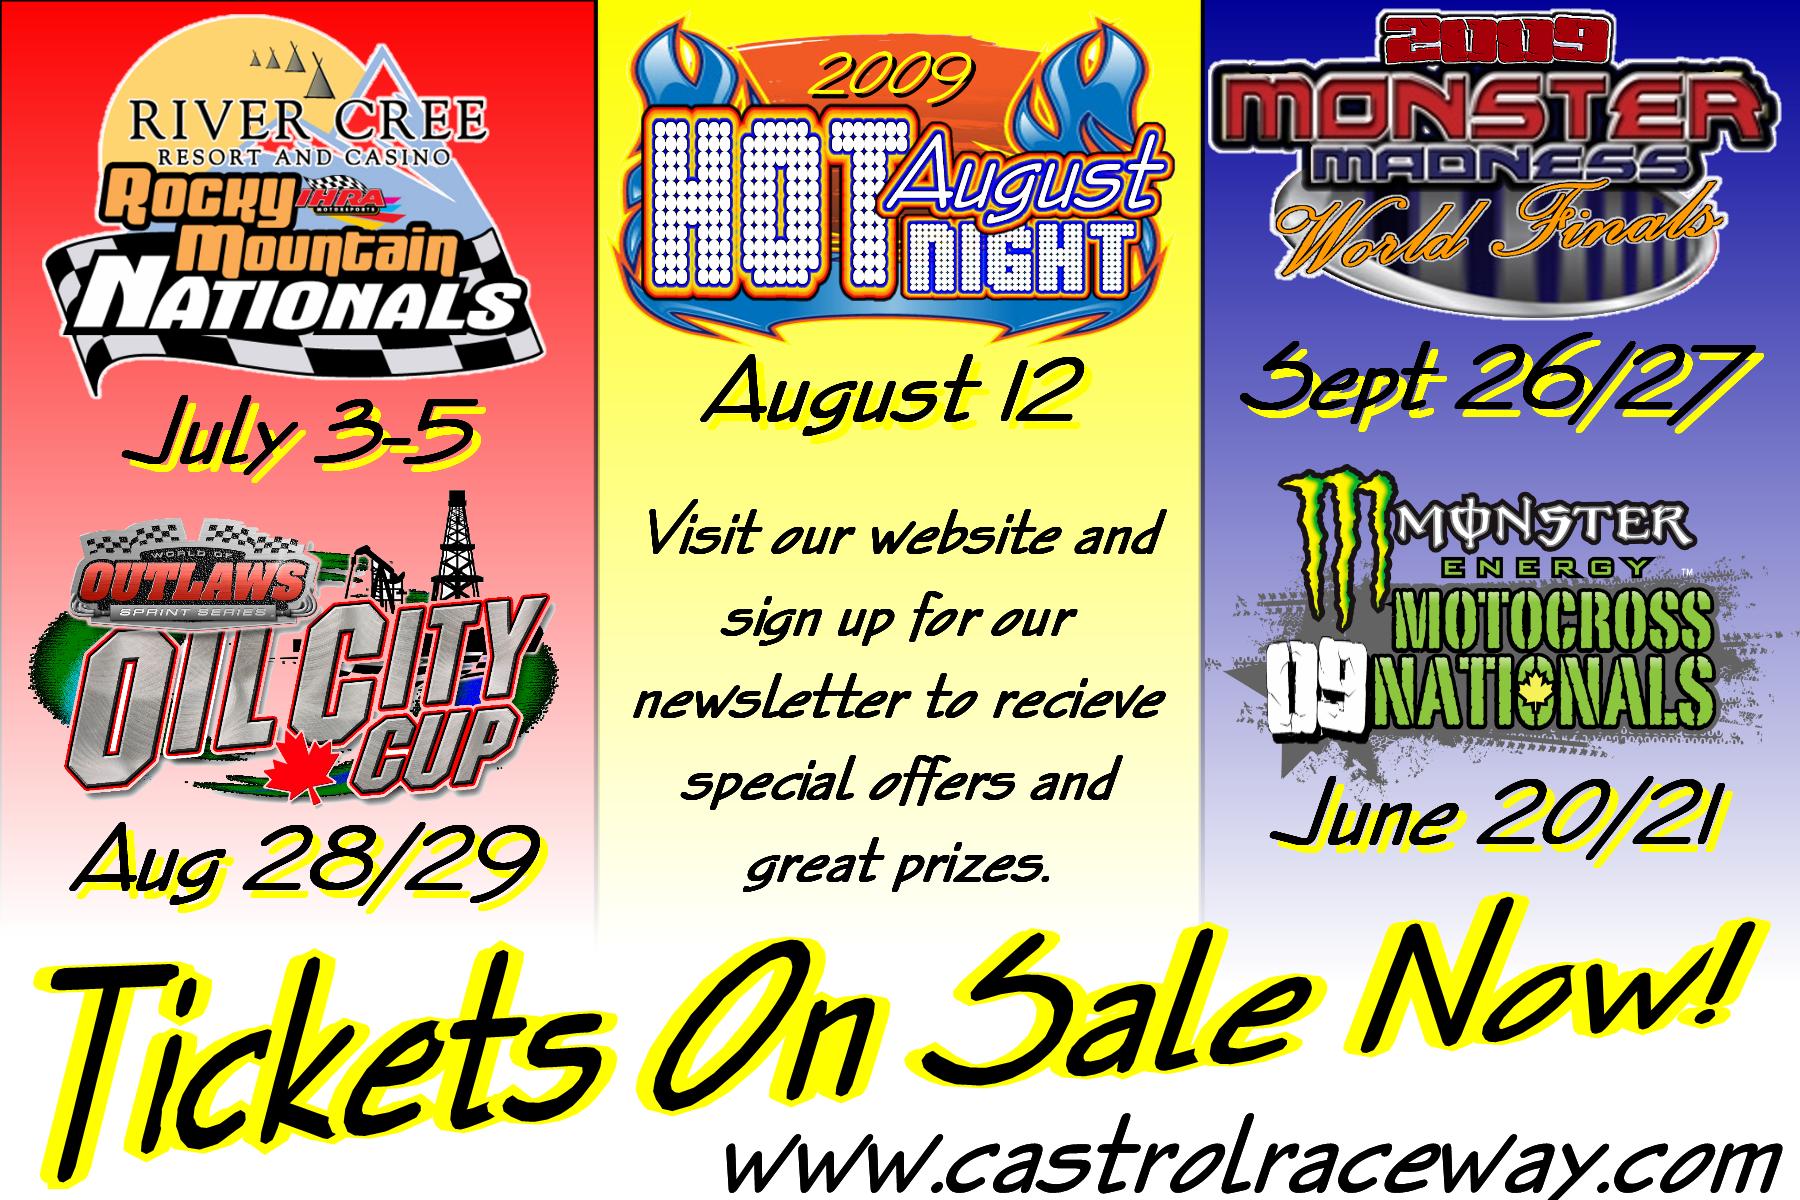 RIVER CREE
RESORT AND CASINO
ROCKY
IHRA
MOTORSPORTS
MOUNTAIN
NATIONALS
July 3-5
WORLD OF
OUTLAWS
SPRINT SERIES
OIL CITY
CUP
Aug 28/29
2009
HOT
August
NIGHT
August 12
Visit our website and
sign up for our
newsletter to recieve
special offers and
great prizes.
2009
MONSTER
MADNESS
World Finals
Sept 26/27
MONSTER
ENERGY™
MOTOCROSS
09 NATIONALS
June 20/21
Tickets On Sale Now!
www.castrolraceway.com